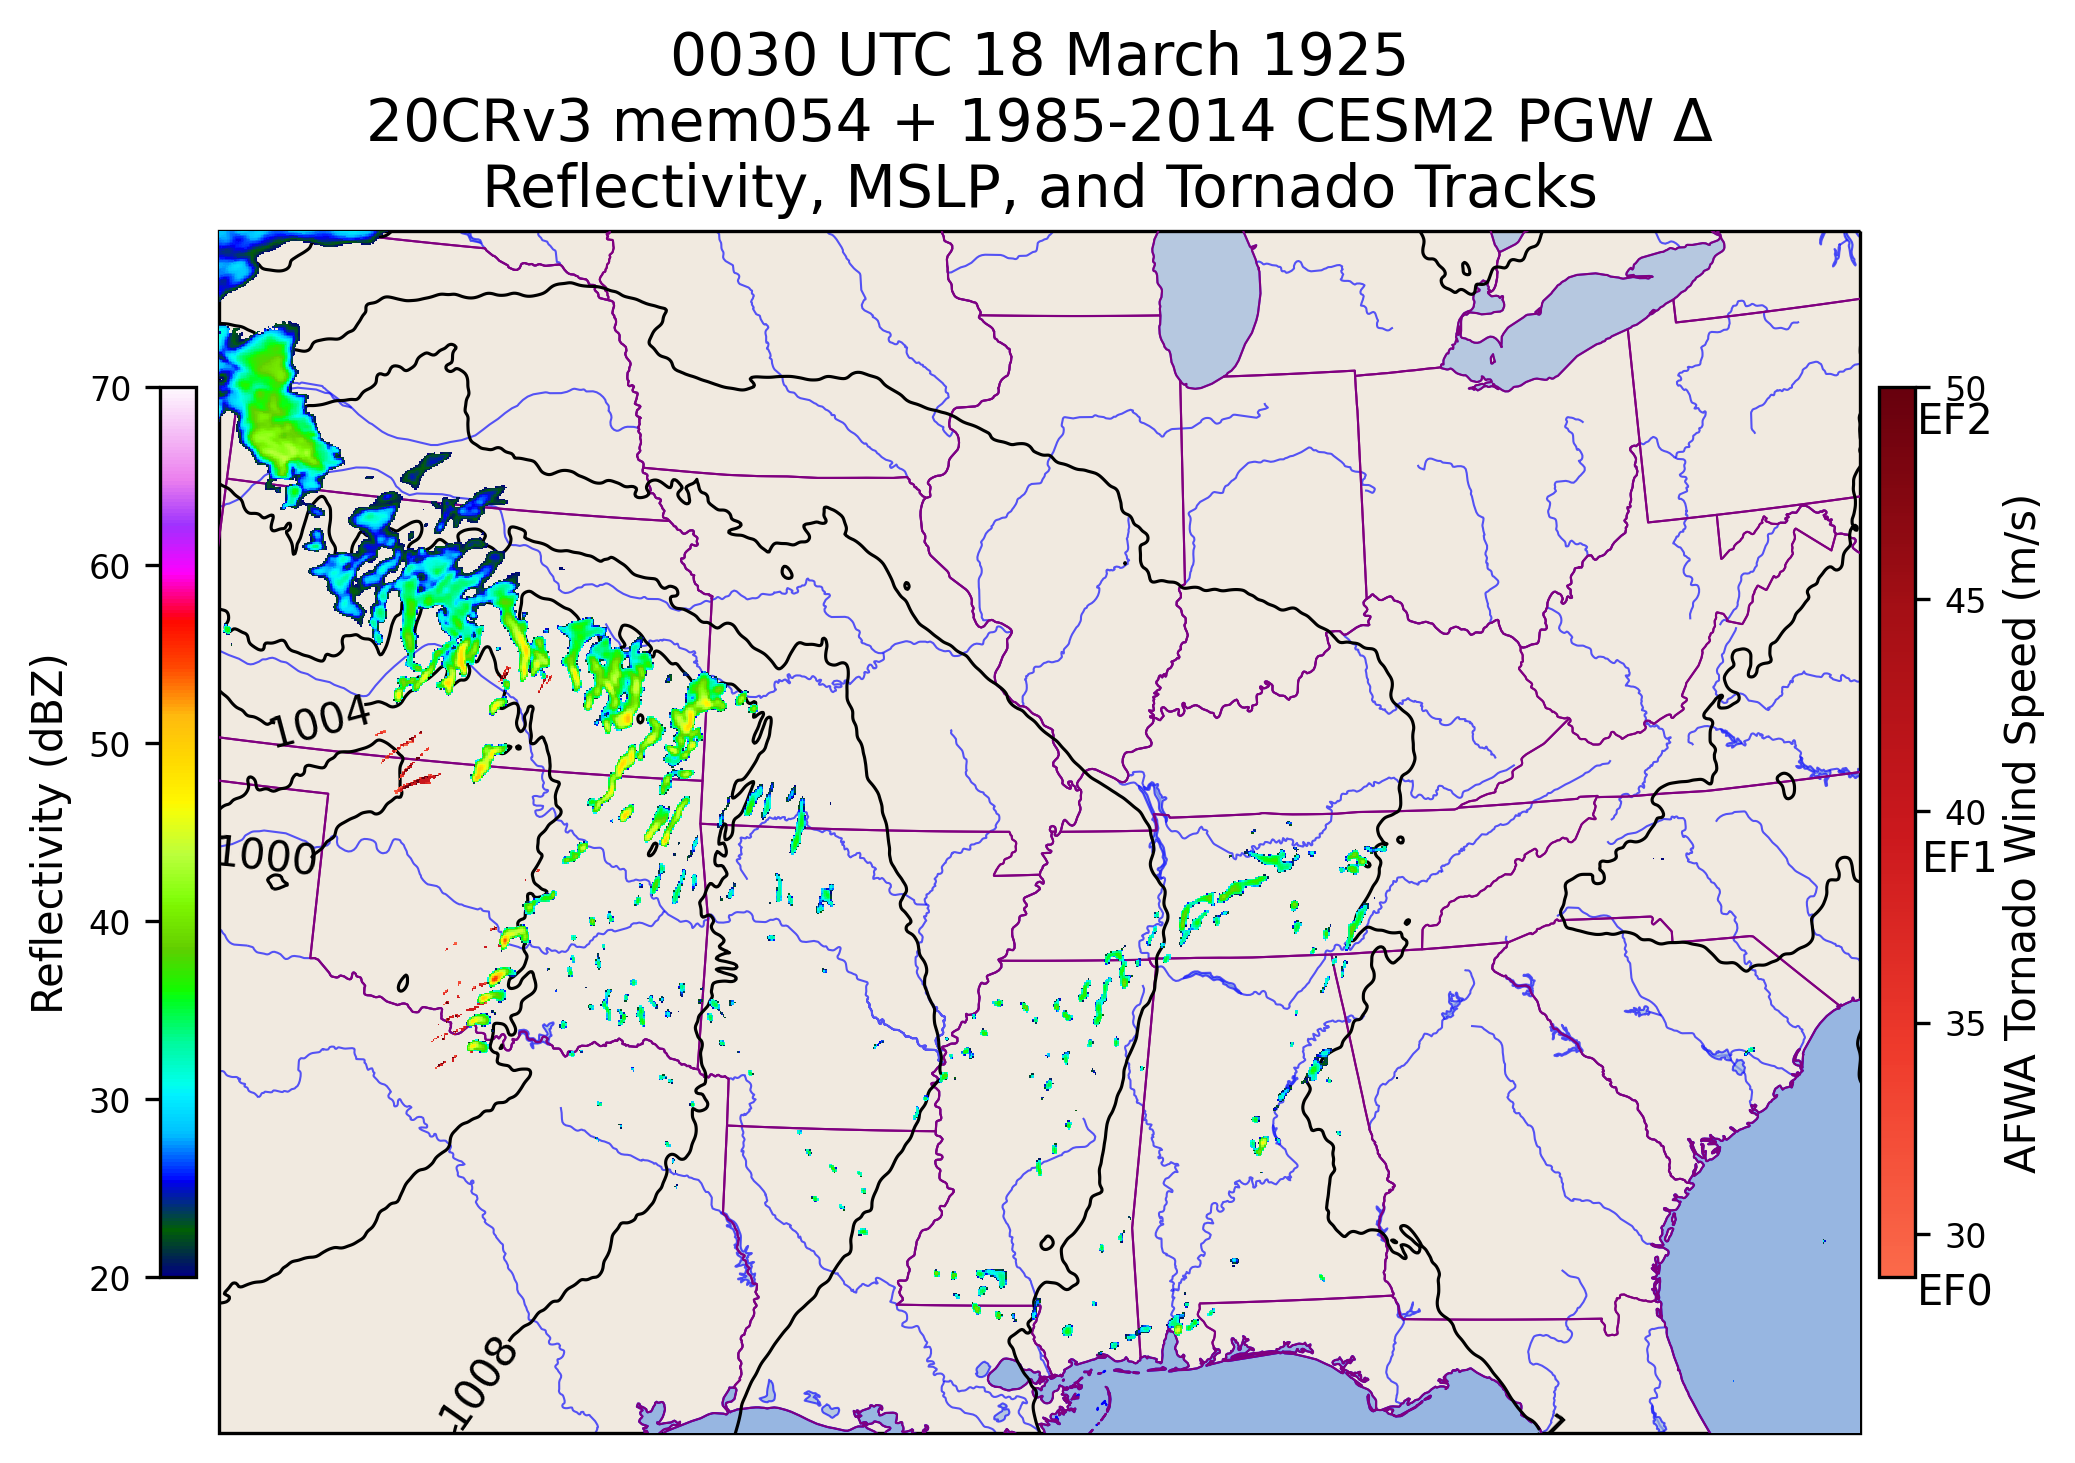 0030 UTC 18 March 1925
20CRv3 mem054 + 1985-2014 CESM2 PGW Δ
Reflectivity, MSLP, and Tornado Tracks
Reflectivity (dBZ)
70
60
50
40
30
20
1004
1000
1008
50
EF2
45
40
EF1
35
30
EF0
AFWA Tornado Wind Speed (m/s)